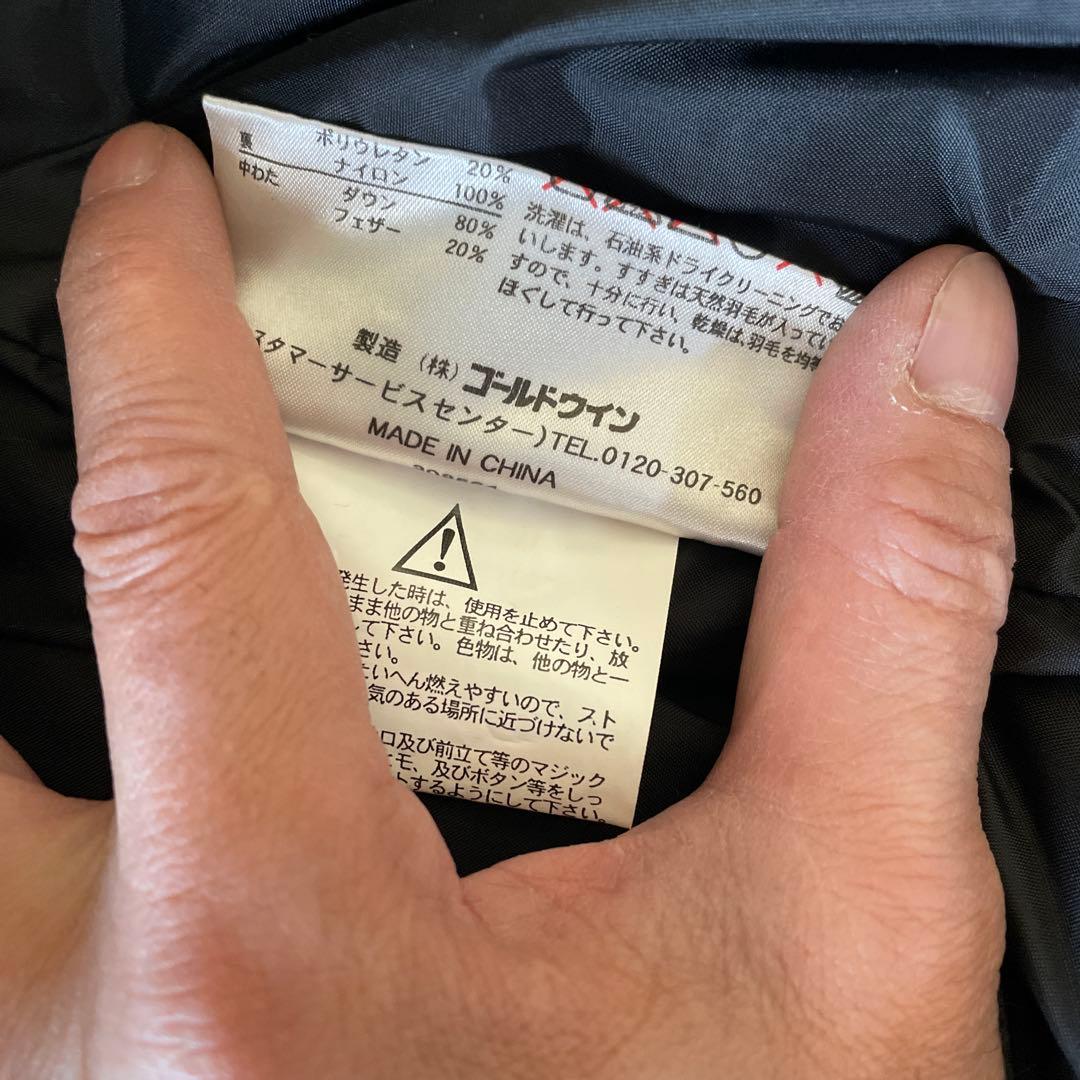 ポリウレタン 20%
裏 ナイロン 100%
中わた ダウン 80%
フェザー 20%
洗濯は、石油系ドライクリーニングでお
いします。すすぎは天然羽毛が入ってい
すので、十分に行い、乾燥は、羽毛を均等
ほぐして行って下さい。
製造 (株)ゴールドウイン
スタマーサービスセンター)TEL.0120-307-560
MADE IN CHINA
発生した時は、使用を止めて下さい。
まま他の物と重ね合わせたり、放
して下さい。色物は、他の物と一
さい。
たいへん燃えやすいので、スト
気のある場所に近づけないで
口及び前立て等のマジック
モ、及びボタン等をしっ
トするようにして下さい。